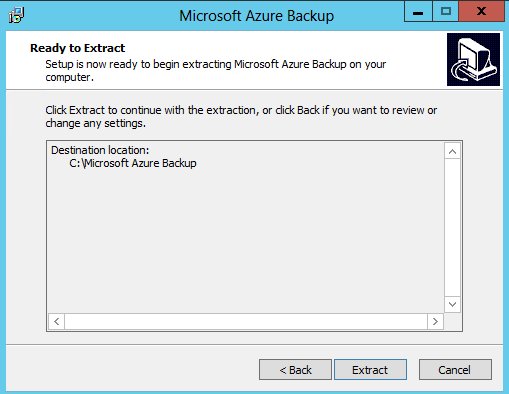 Microsoft Azure Backup
Ready to Extract
Setup is now ready to begin extracting Microsoft Azure Backup on your
computer.
Click Extract to continue with the extraction, or click Back if you want to review or
change any settings.
Destination location:
C:\Microsoft Azure Backup
< Back
Extract
Cancel